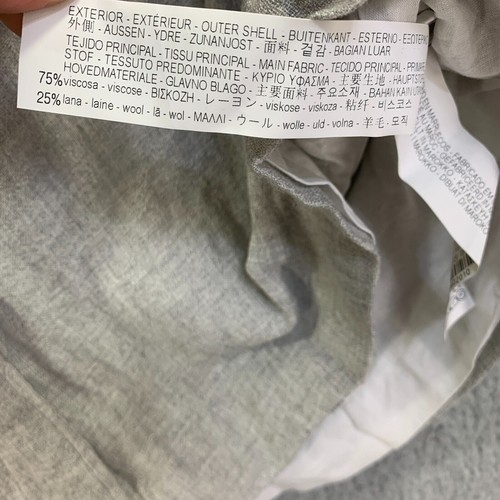 EXTERIOR - EXTÉRIEUR - OUTER SHELL - BUITENKANT - ESTERNO - ΕΞΩΤΕΡΙΚΟ
外側 - AUSSEN - YDRE - ZUNANJOST - 面料 - 겉감 - BAGIAN LUAR
TEJIDO PRINCIPAL - TISSU PRINCIPAL - MAIN FABRIC - TECIDO PRINCIPAL - PRIMAR
STOF - TESSUTO PREDOMINANTE - ΚΥΡΙΟ ΥΦΑΣΜΑ - 主要生地 - HAUPTSTOF
HOVEDMATERIALE - GLAVNO BLAGO - 主要面料 - 주요소재 - BAHAN KAIN UTAMA
75% viscosa - viscose - ΒΙΣΚΟΖΗ - レーヨン - viskose - viskoza - 粘纤 - 비스코스
25% lana - laine - wool - lã - wol - ΜΑΛΛΙ - ウール - wolle - uld - volna - 羊毛 - 모직